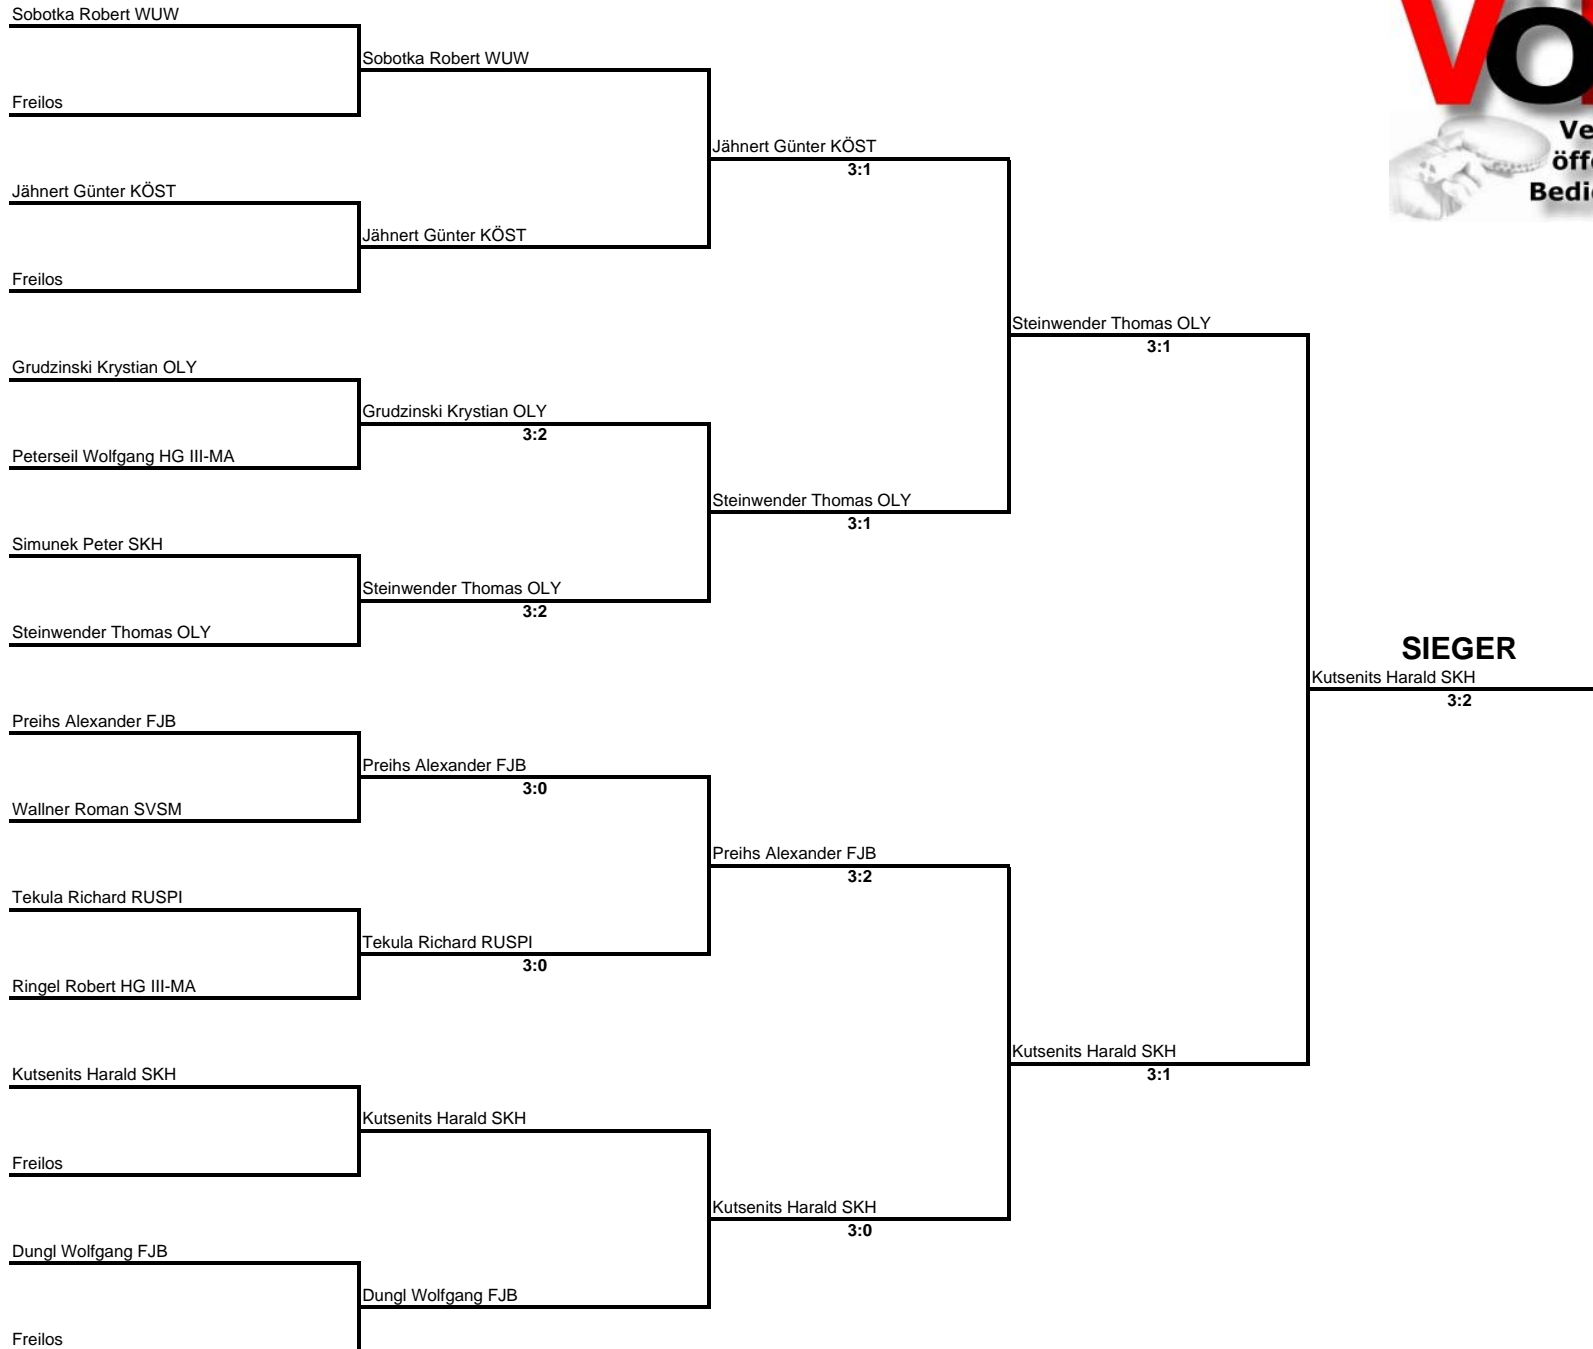 Sobotka Robert WUW
Sobotka Robert WUW
Freilos
Jähnert Günter KÖST
3:1
Jähnert Günter KÖST
Jähnert Günter KÖST
Freilos
Steinwender Thomas OLY
3:1
Grudzinski Krystian OLY
Grudzinski Krystian OLY
3:2
Peterseil Wolfgang HG III-MA
Steinwender Thomas OLY
3:1
Simunek Peter SKH
Steinwender Thomas OLY
3:2
Steinwender Thomas OLY
SIEGER
Kutsenits Harald SKH
3:2
Preihs Alexander FJB
Preihs Alexander FJB
3:0
Wallner Roman SVSM
Preihs Alexander FJB
3:2
Tekula Richard RUSPI
Tekula Richard RUSPI
3:0
Ringel Robert HG III-MA
Kutsenits Harald SKH
3:1
Kutsenits Harald SKH
Kutsenits Harald SKH
Freilos
Kutsenits Harald SKH
3:0
Dungl Wolfgang FJB
Dungl Wolfgang FJB
Freilos